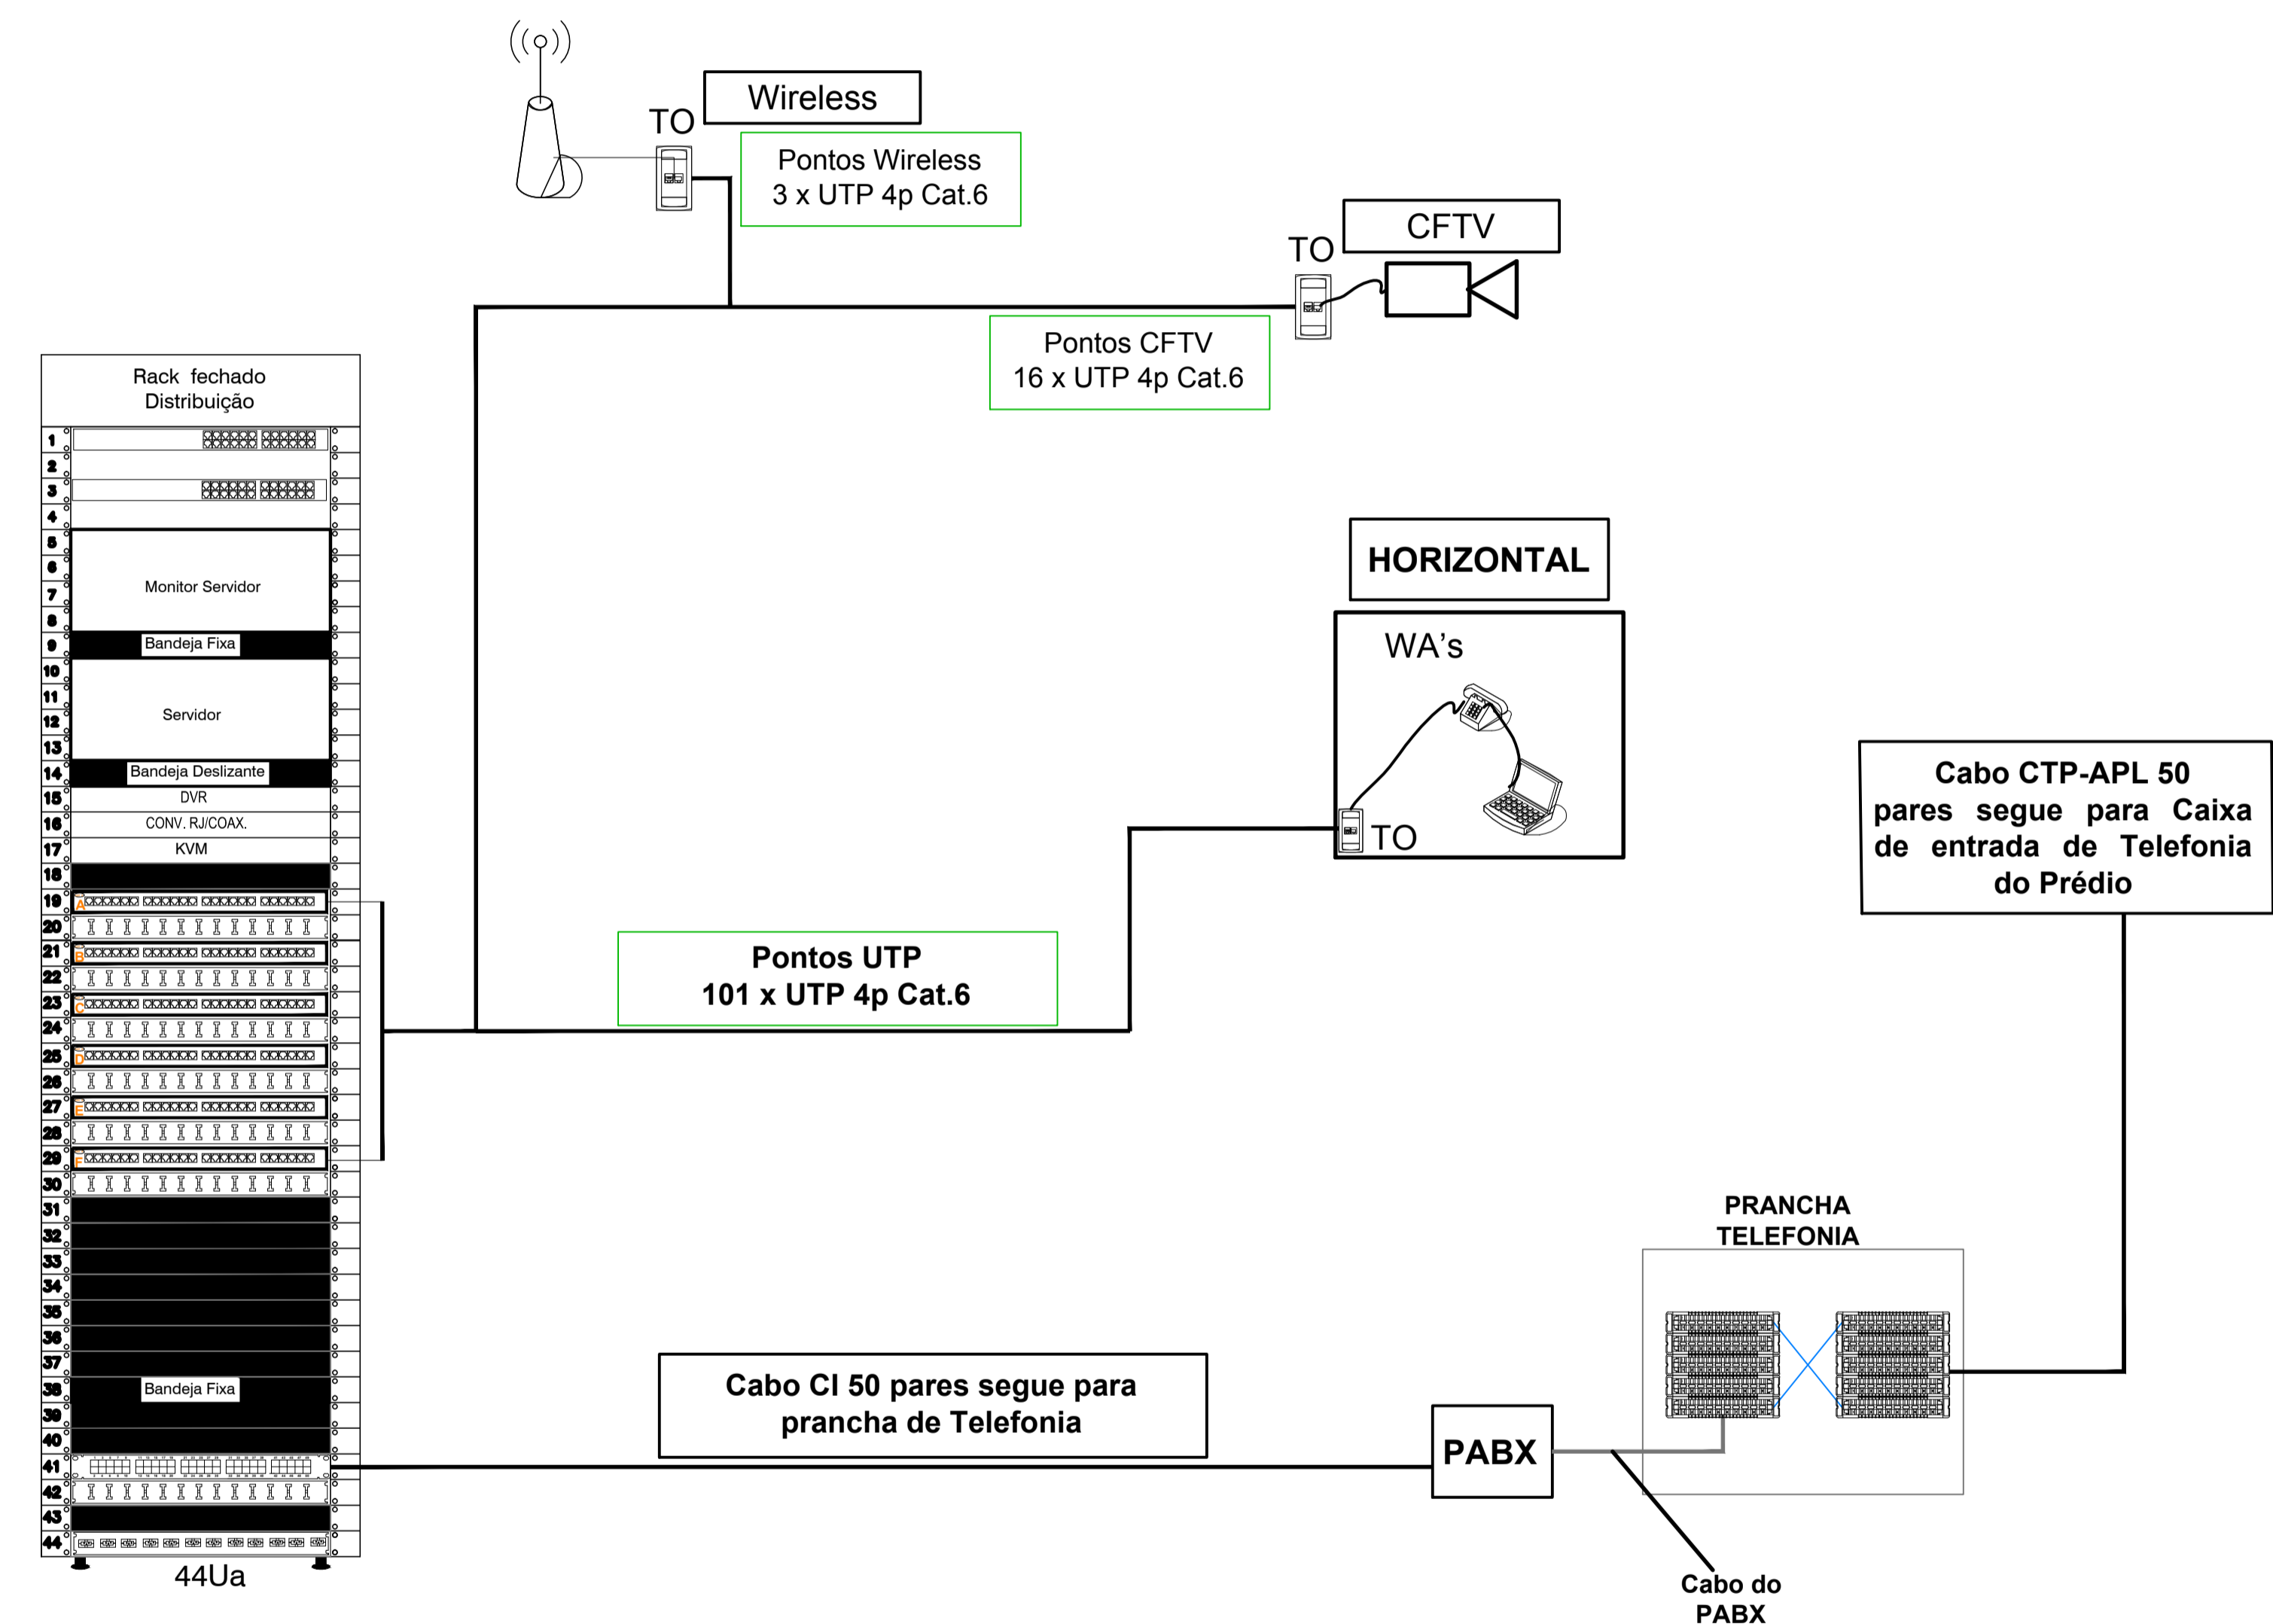 Wireless
TO
Pontos Wireless
3 x UTP 4p Cat.6
CFTV
TO
Pontos CFTV
16 x UTP 4p Cat.6
Rack fechado
Distribuição
1
2
3
4
5
6
7
Monitor Servidor
8
9
Bandeja Fixa
10
11
12
Servidor
13
14
Bandeja Deslizante
15
DVR
16
CONV. RJ/COAX.
17
KVM
18
19
A
20
21
B
22
23
C
24
25
D
26
27
E
28
29
F
30
31
32
33
34
35
36
37
38
Bandeja Fixa
39
40
41
42
43
44
44Ua
HORIZONTAL
WA's
TO
Pontos UTP
101 x UTP 4p Cat.6
Cabo CTP-APL 50
pares segue para Caixa
de entrada de Telefonia
do Prédio
PRANCHA
TELEFONIA
Cabo CI 50 pares segue para
prancha de Telefonia
PABX
Cabo do
PABX